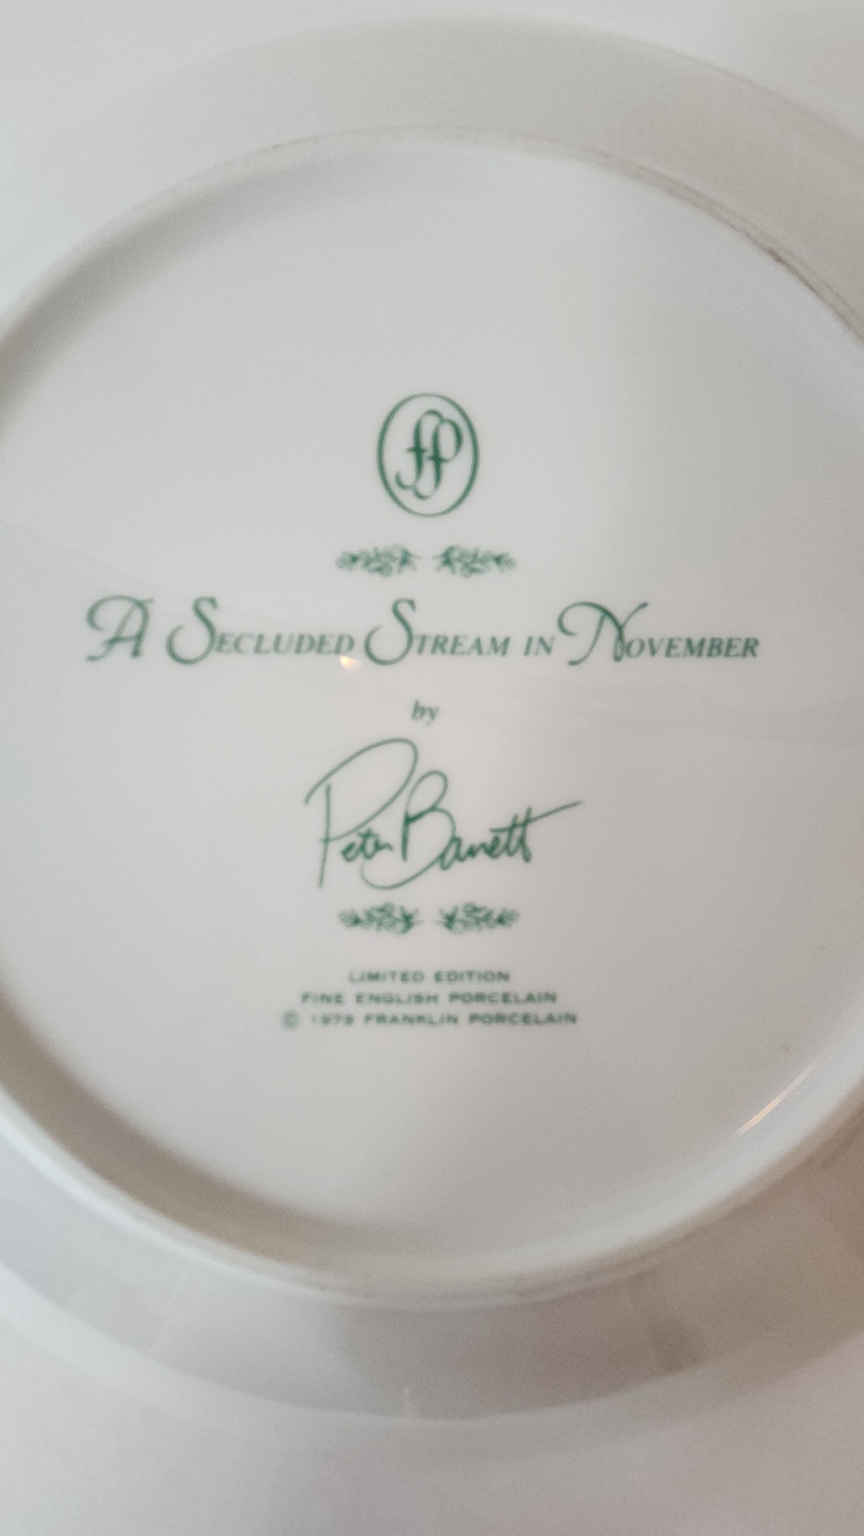 fP
A SECLUDED STREAM IN NOVEMBER
by
Peter Barrett
LIMITED EDITION
FINE ENGLISH PORCELAIN
© 1979 FRANKLIN PORCELAIN